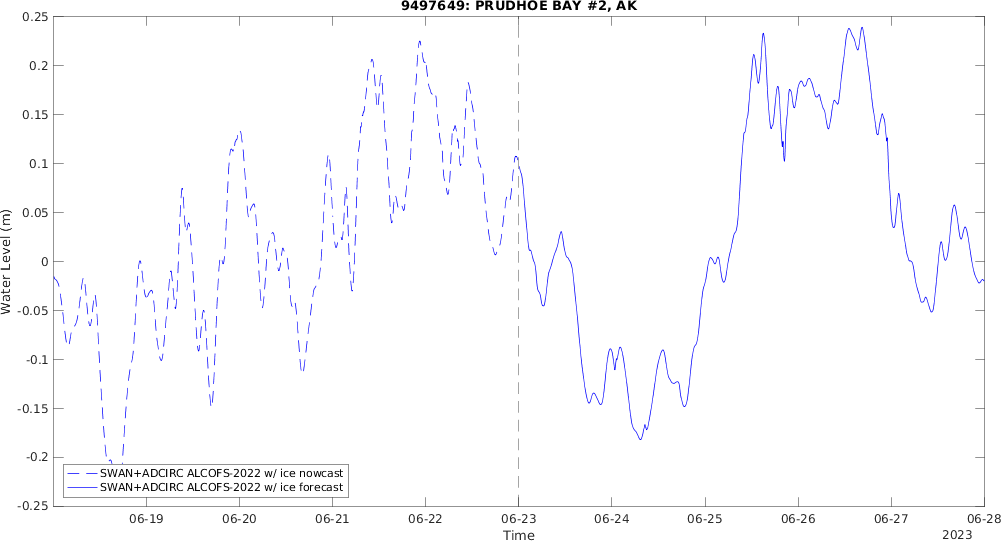 9497649: PRUDHOE BAY #2, AK
0.25
0.2
0.15
0.1
0.05
0
-0.05
-0.1
-0.15
-0.2
-0.25
Water Level (m)
SWAN+ADCIRC ALCOFS-2022 w/ ice nowcast
SWAN+ADCIRC ALCOFS-2022 w/ ice forecast
06-19 06-20 06-21 06-22 06-23 06-24 06-25 06-26 06-27 06-28
Time
2023